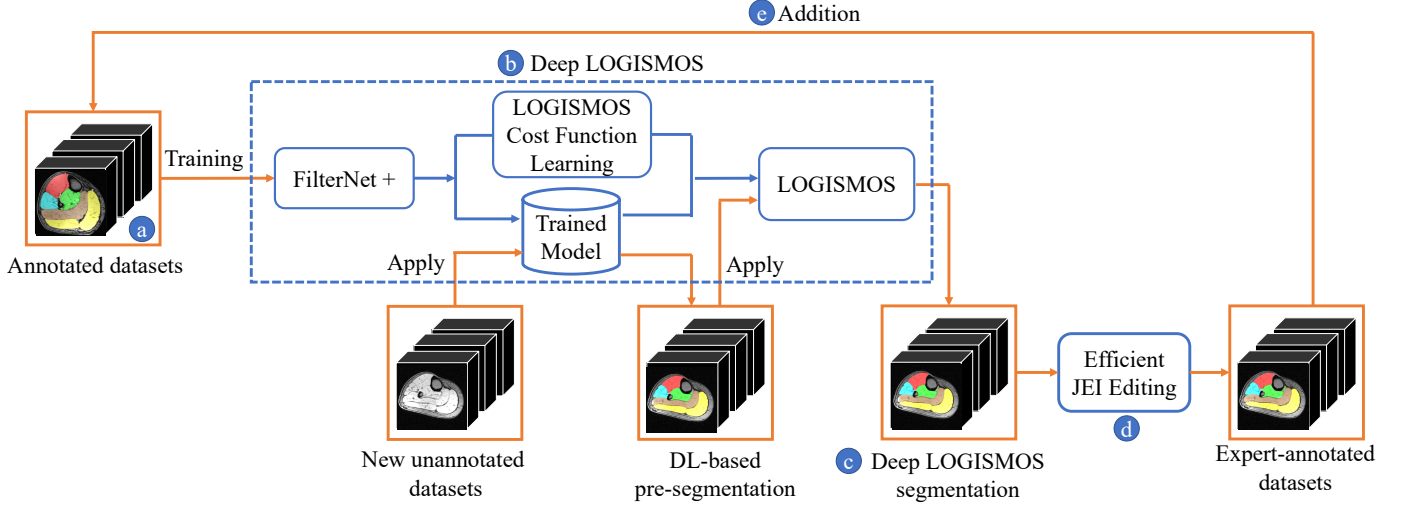 e Addition
b Deep LOGISMOS
LOGISMOS
Cost Function
Learning
Training
FilterNet +
LOGISMOS
a
Trained
Model
Annotated datasets
Apply
Apply
Efficient
JEI Editing
d
New unannotated
datasets
DL-based
pre-segmentation
c Deep LOGISMOS
segmentation
Expert-annotated
datasets